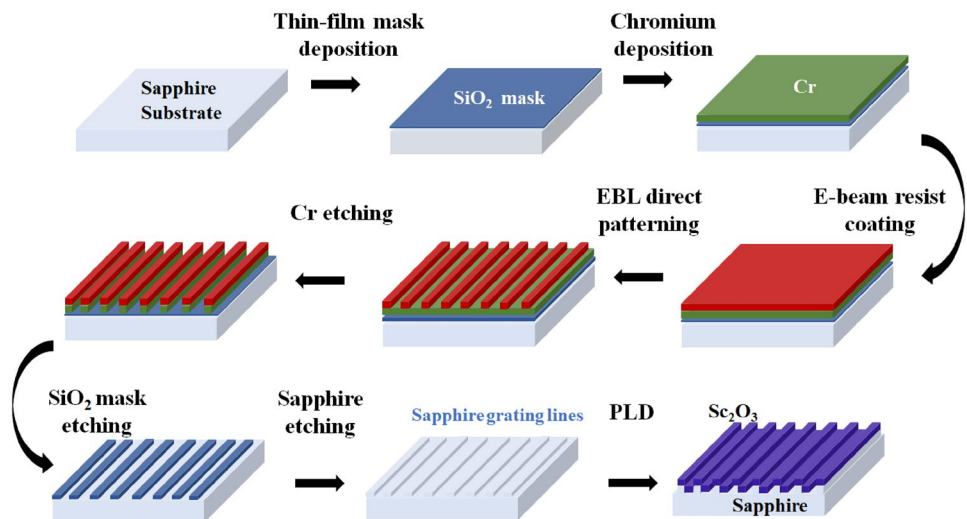 Thin-film mask
deposition
Chromium
deposition
Sapphire
Substrate
SiO₂ mask
Cr
Cr etching
EBL direct
patterning
E-beam resist
coating
SiO₂ mask
etching
Sapphire
etching
Sapphire grating lines
PLD
Sc₂O₃
Sapphire